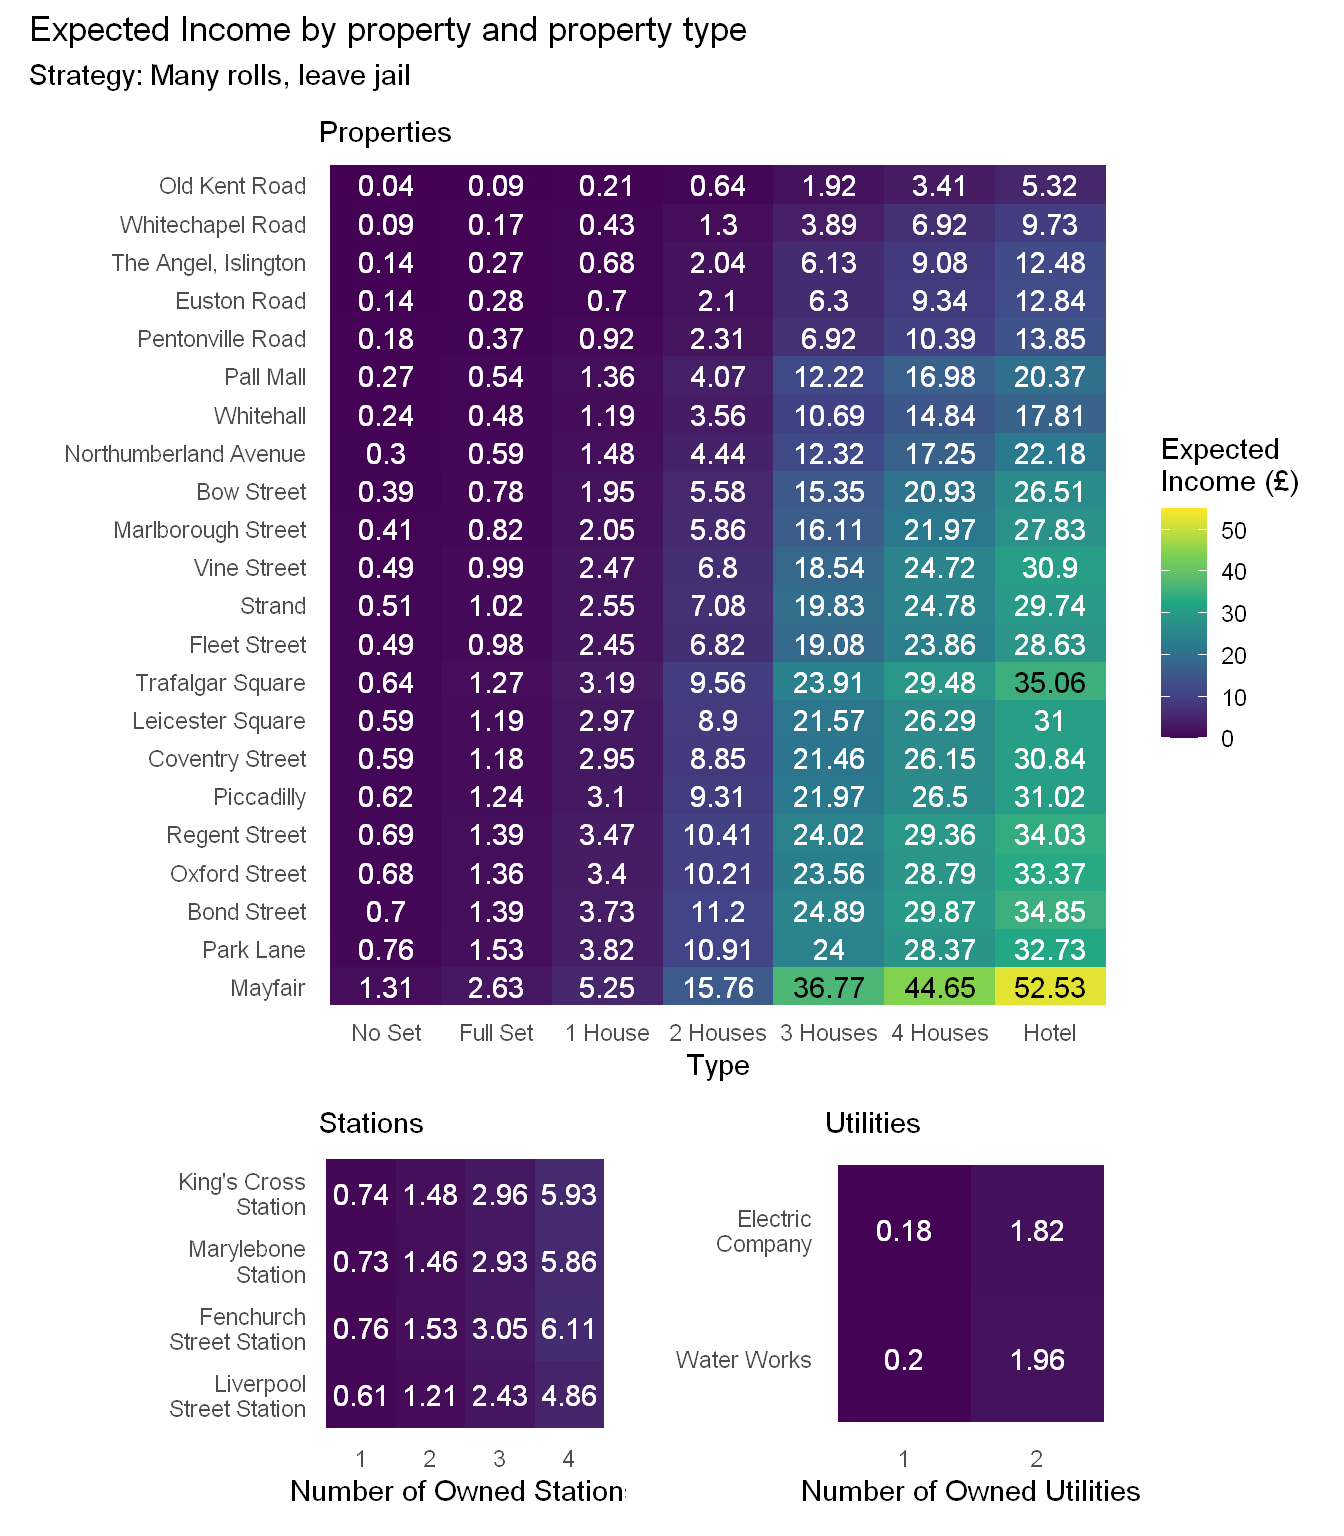 Expected Income by property and property type
Strategy: Many rolls, leave jail
Properties
Old Kent Road 0.04 0.09 0.21 0.64 1.92 3.41 5.32
Whitechapel Road 0.09 0.17 0.43 1.3 3.89 6.92 9.73
The Angel, Islington 0.14 0.27 0.68 2.04 6.13 9.08 12.48
Euston Road 0.14 0.28 0.7 2.1 6.3 9.34 12.84
Pentonville Road 0.18 0.37 0.92 2.31 6.92 10.39 13.85
Pall Mall 0.27 0.54 1.36 4.07 12.22 16.98 20.37
Whitehall 0.24 0.48 1.19 3.56 10.69 14.84 17.81
Northumberland Avenue 0.3 0.59 1.48 4.44 12.32 17.25 22.18
Bow Street 0.39 0.78 1.95 5.58 15.35 20.93 26.51
Marlborough Street 0.41 0.82 2.05 5.86 16.11 21.97 27.83
Vine Street 0.49 0.99 2.47 6.8 18.54 24.72 30.9
Strand 0.51 1.02 2.55 7.08 19.83 24.78 29.74
Fleet Street 0.49 0.98 2.45 6.82 19.08 23.86 28.63
Trafalgar Square 0.64 1.27 3.19 9.56 23.91 29.48 35.06
Leicester Square 0.59 1.19 2.97 8.9 21.57 26.29 31
Coventry Street 0.59 1.18 2.95 8.85 21.46 26.15 30.84
Piccadilly 0.62 1.24 3.1 9.31 21.97 26.5 31.02
Regent Street 0.69 1.39 3.47 10.41 24.02 29.36 34.03
Oxford Street 0.68 1.36 3.4 10.21 23.56 28.79 33.37
Bond Street 0.7 1.39 3.73 11.2 24.89 29.87 34.85
Park Lane 0.76 1.53 3.82 10.91 24 28.37 32.73
Mayfair 1.31 2.63 5.25 15.76 36.77 44.65 52.53
No Set Full Set 1 House 2 Houses 3 Houses 4 Houses Hotel
Type
Expected
Income (£)
50
40
30
20
10
0
Stations
King's Cross
Station
0.74 1.48 2.96 5.93
Marylebone
Station
0.73 1.46 2.93 5.86
Fenchurch
Street Station
0.76 1.53 3.05 6.11
Liverpool
Street Station
0.61 1.21 2.43 4.86
1 2 3 4
Number of Owned Station
Utilities
Electric
Company
0.18 1.82
Water Works 0.2 1.96
1 2
Number of Owned Utilities